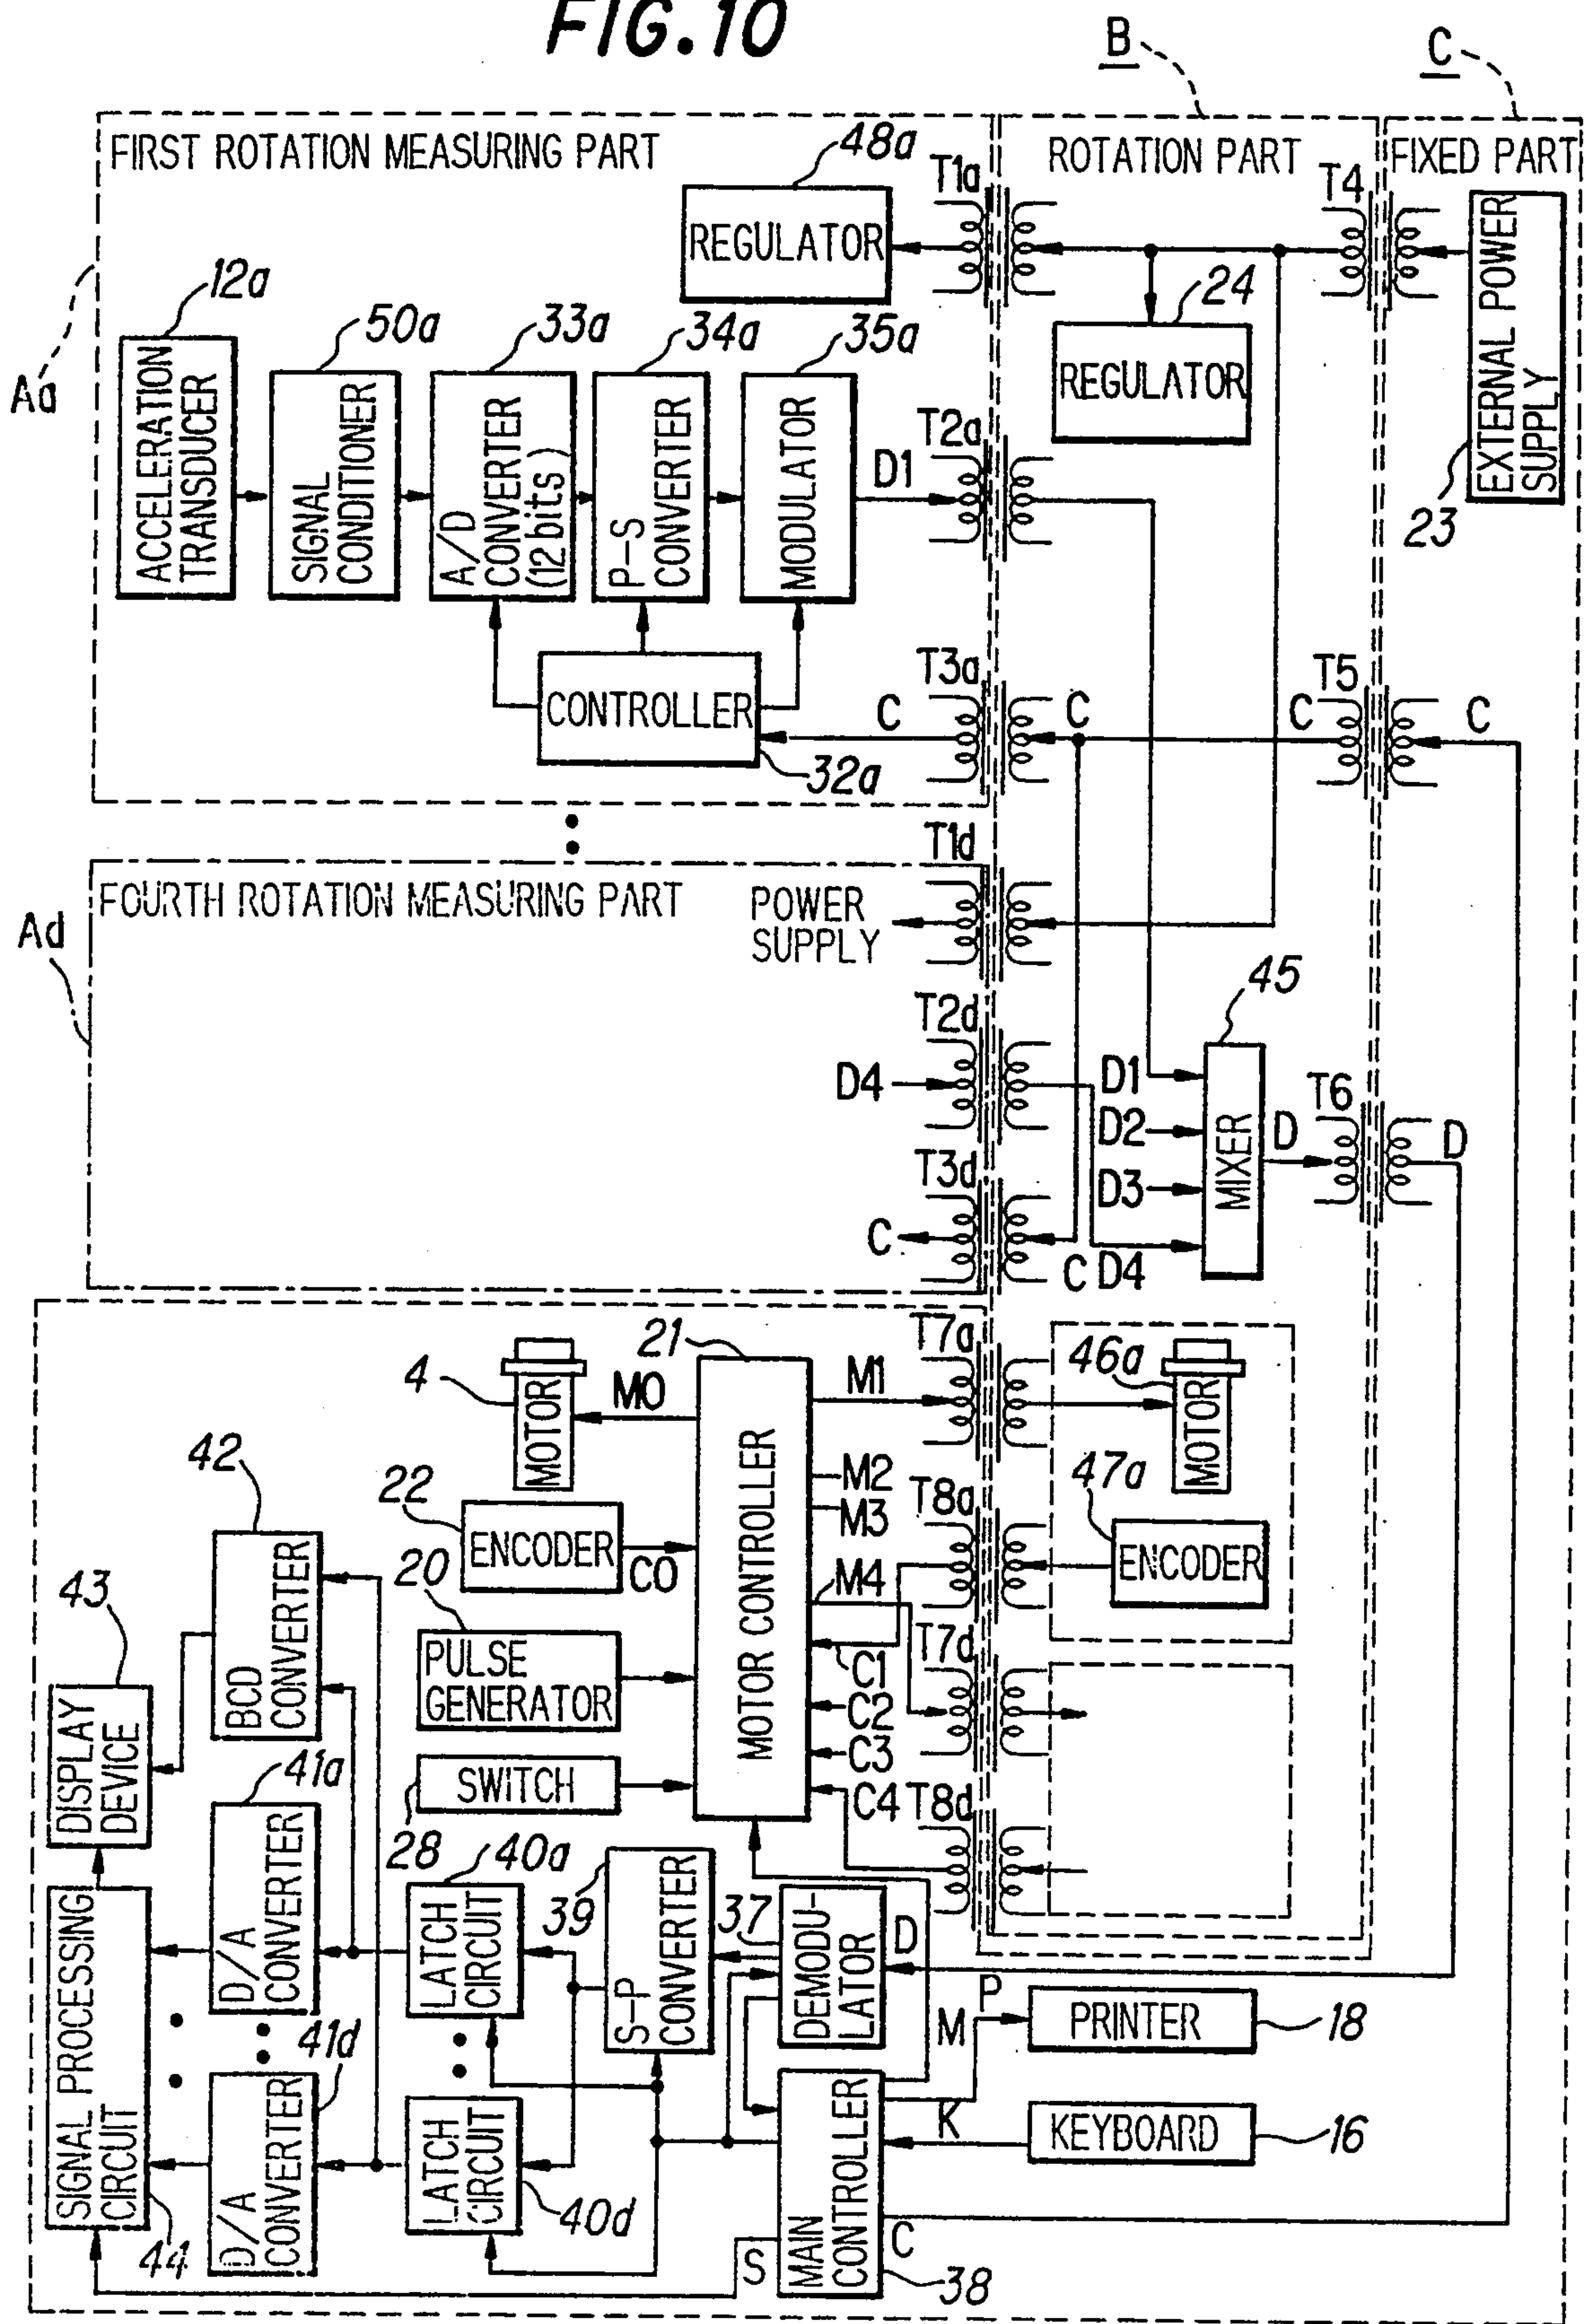 FIG. 10
B
C
FIRST ROTATION MEASURING PART
ROTATION PART
FIXED PART
48a
REGULATOR
T1a
T4
EXTERNAL POWER
SUPPLY
23
24
REGULATOR
Aa
12a
ACCELERATION
TRANSDUCER
50a
SIGNAL
CONDITIONER
33a
A/D
CONVERTER
(12 bits)
34a
P-S
CONVERTER
35a
MODULATOR
D1
T2a
CONTROLLER
32a
C
T3a
C
C
T5
C
T1d
FOURTH ROTATION MEASURING PART
POWER
SUPPLY
Ad
T2d
D4
T3d
C
C
D1
D2
D3
D4
45
MIXER
D
T6
D
4
MOTOR
M0
21
MOTOR CONTROLLER
M1
T7a
46a
MOTOR
M2
M3
M4
T8a
47a
ENCODER
22
ENCODER
C0
20
PULSE
GENERATOR
SWITCH
28
C1
C2
C3
C4
T7d
T8d
42
BCD
CONVERTER
43
DISPLAY
DEVICE
41a
D/A
CONVERTER
40a
LATCH
CIRCUIT
39
S-P
CONVERTER
37
DEMODU-
LATOR
D
SIGNAL PROCESSING
CIRCUIT
44
41d
D/A
CONVERTER
LATCH
CIRCUIT
40d
MAIN
CONTROLLER
38
S
C
M
P
PRINTER
18
K
KEYBOARD
16